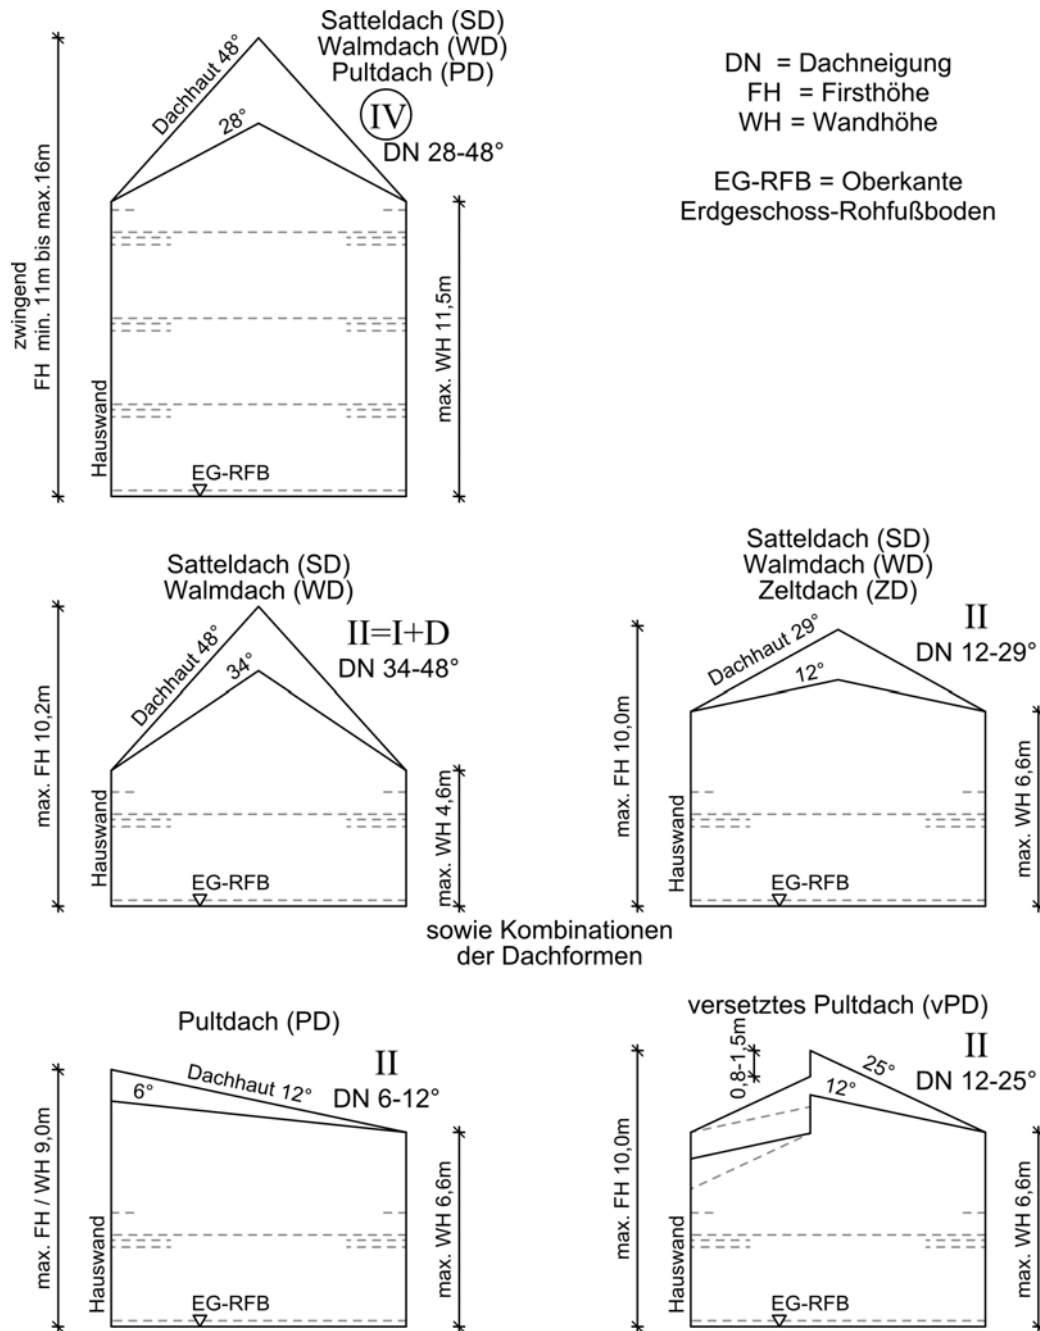 Satteldach (SD)
Walmdach (WD)
Pultdach (PD)
IV
DN 28-48°
Dachhaut 48°
28°
zwingend
FH min. 11m bis max.16m
Hauswand
EG-RFB
max. WH 11,5m
DN = Dachneigung
FH = Firsthöhe
WH = Wandhöhe
EG-RFB = Oberkante
Erdgeschoss-Rohfußboden
Satteldach (SD)
Walmdach (WD)
II=I+D
DN 34-48°
Dachhaut 48°
34°
max. FH 10,2m
Hauswand
EG-RFB
max. WH 4,6m
Satteldach (SD)
Walmdach (WD)
Zeltdach (ZD)
II
DN 12-29°
Dachhaut 29°
12°
max. FH 10,0m
Hauswand
EG-RFB
max. WH 6,6m
sowie Kombinationen
der Dachformen
Pultdach (PD)
II
DN 6-12°
Dachhaut 12°
6°
max. FH / WH 9,0m
Hauswand
EG-RFB
max. WH 6,6m
versetztes Pultdach (vPD)
II
DN 12-25°
0,8-1,5m
25°
12°
max. FH 10,0m
Hauswand
EG-RFB
max. WH 6,6m